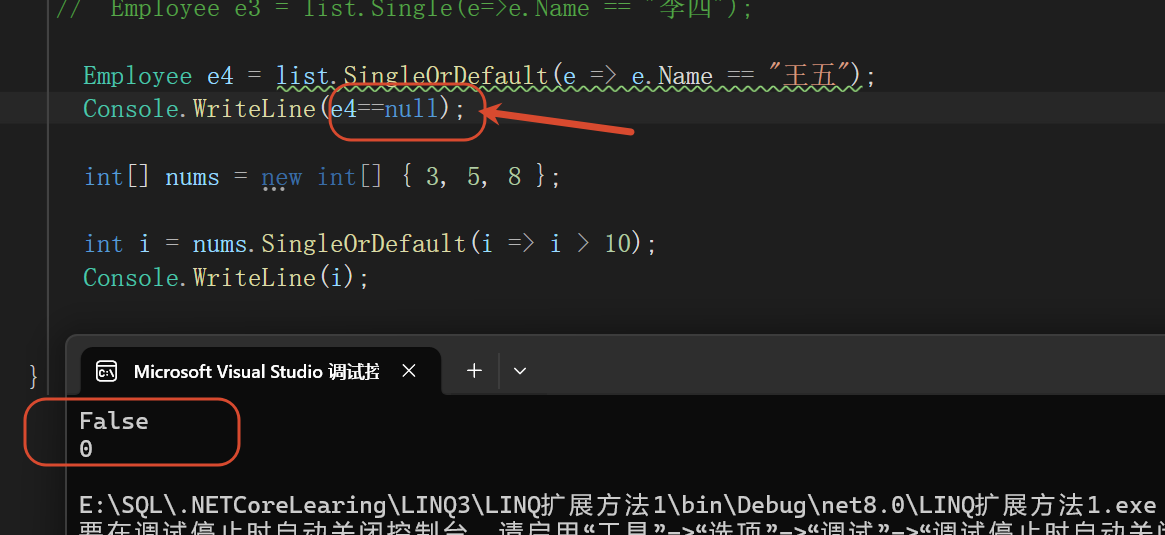 //  Employee e3 = list.Single(e=>e.Name == "李四");
Employee e4 = list.SingleOrDefault(e => e.Name == "王五");
Console.WriteLine(e4==null);
int[] nums = new int[] { 3, 5, 8 };
int i = nums.SingleOrDefault(i => i > 10);
Console.WriteLine(i);
}
Microsoft Visual Studio 调试控
False
0
E:\SQL\.NETCoreLearing\LINQ3\LINQ扩展方法1\bin\Debug\net8.0\LINQ扩展方法1.exe
要在调试停止时自动关闭控制台，请启用“工具”->“选项”->“调试”->“调试停止时自动关闭